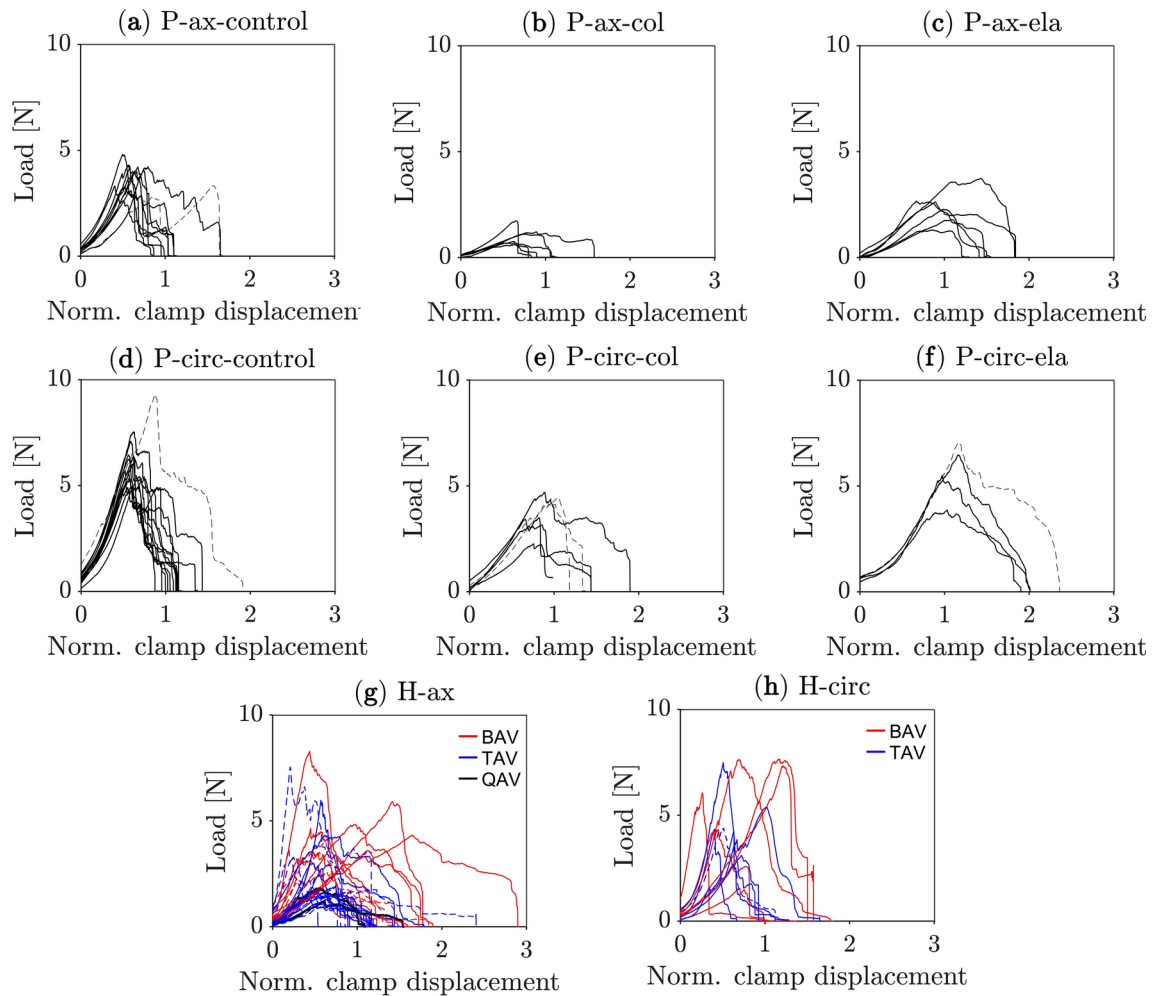 (a) P-ax-control
(b) P-ax-col
(c) P-ax-ela
10
5
0
Load [N]
0 1 2 3
Norm. clamp displacemen
10
5
0
Load [N]
0 1 2 3
Norm. clamp displacement
10
5
0
Load [N]
0 1 2 3
Norm. clamp displacement
(d) P-circ-control
(e) P-circ-col
(f) P-circ-ela
10
5
0
Load [N]
0 1 2 3
Norm. clamp displacement
10
5
0
Load [N]
0 1 2 3
Norm. clamp displacement
10
5
0
Load [N]
0 1 2 3
Norm. clamp displacement
(g) H-ax
(h) H-circ
10
5
0
Load [N]
BAV
TAV
QAV
0 1 2 3
Norm. clamp displacement
10
5
0
Load [N]
BAV
TAV
0 1 2 3
Norm. clamp displacement